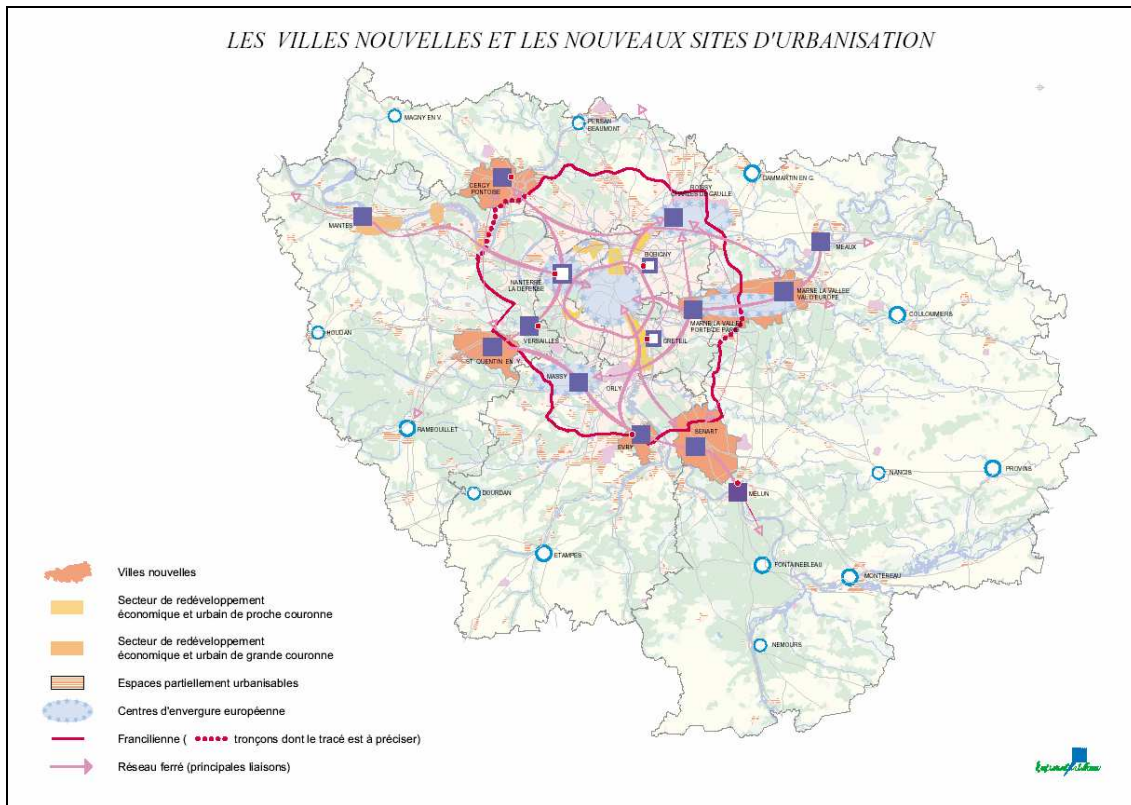 LES VILLES NOUVELLES ET LES NOUVEAUX SITES D'URBANISATION
MAGNY EN V.
PERSAN
BEAUMONT
DAMMARTIN EN G.
CERGY
PONTOISE
ROISSY
CHARLES DE GAULLE
MANTES
MEAUX
BOBIGNY
NANTERRE
LA DEFENSE
MARNE LA VALLEE
VAL D'EUROPE
COULOMMIERS
MARNE LA VALLEE
PORTE DE PARIS
HOUDAN
VERSAILLES
CRETEIL
ST QUENTIN EN Y.
MASSY
ORLY
RAMBOUILLET
SENART
EVRY
NANGIS
PROVINS
DOURDAN
MELUN
ETAMPES
FONTAINEBLEAU
MONTEREAU
NEMOURS
Villes nouvelles
Secteur de redéveloppement
économique et urbain de proche couronne
Secteur de redéveloppement
économique et urbain de grande couronne
Espaces partiellement urbanisables
Centres d'envergure européenne
Francilienne ( tronçons dont le tracé est à préciser)
Réseau ferré (principales liaisons)